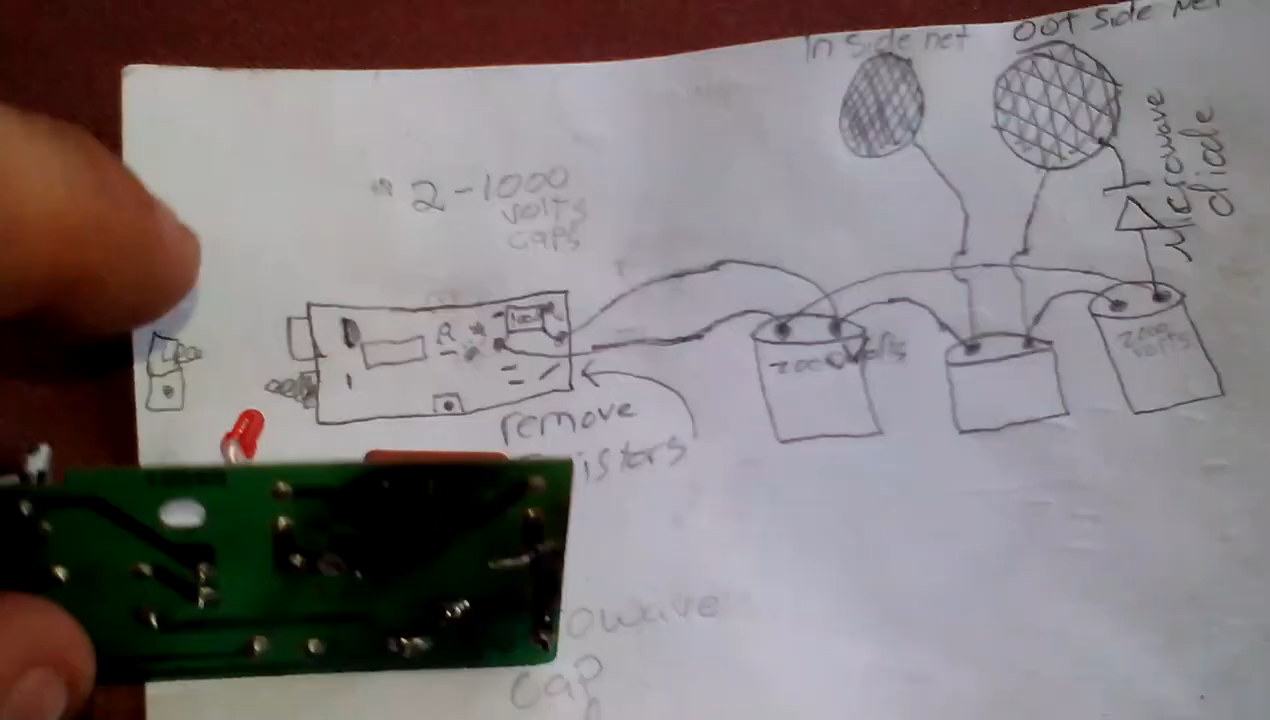 In side net
out side net
microwave
diode
2-1000
volts
caps
R
2000 volts
2000
volts
remove
isters
owave
cap